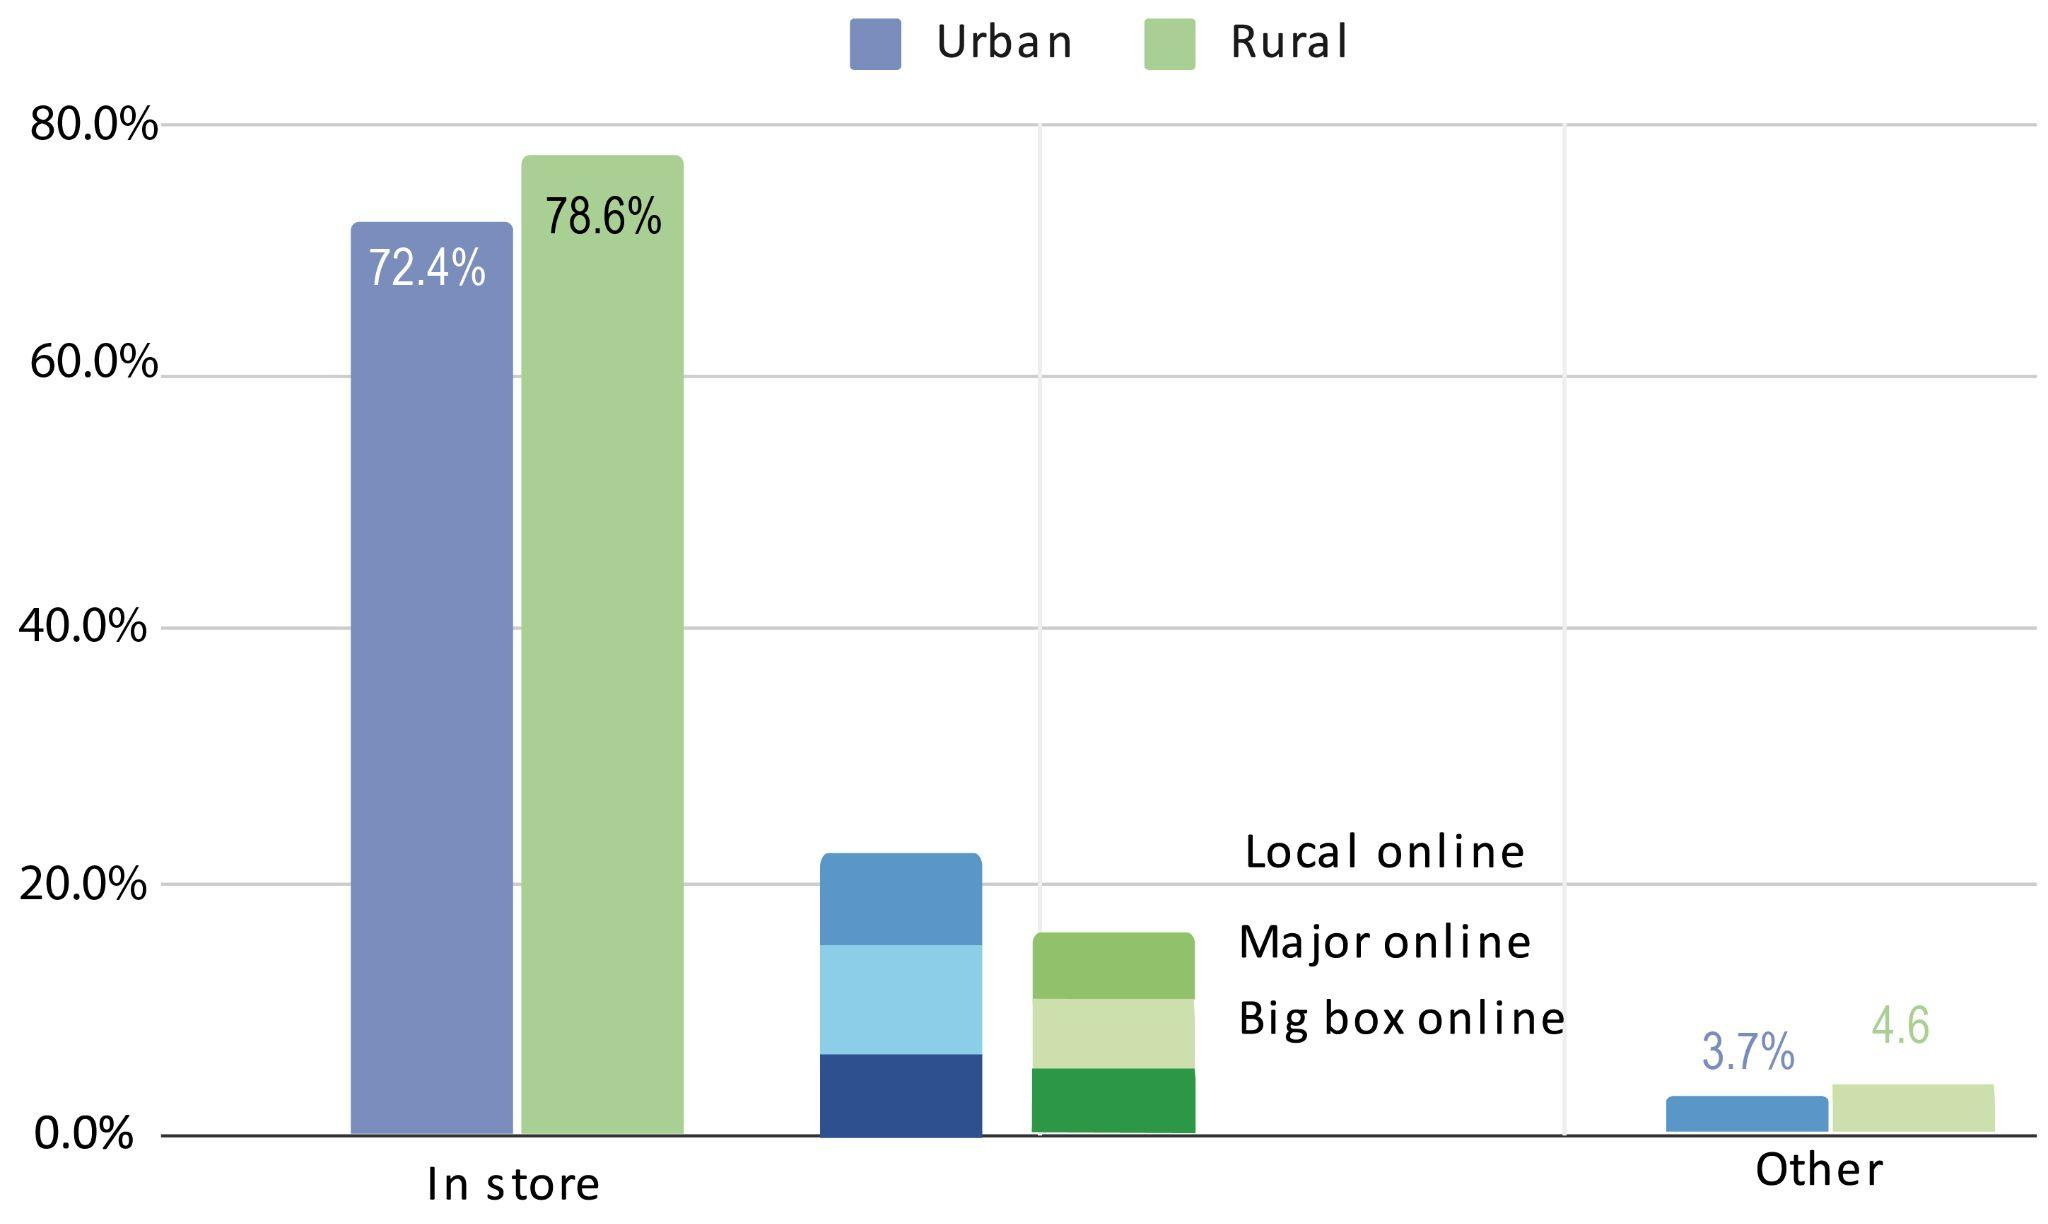 Urban Rural
80.0%
78.6%
72.4%
60.0%
40.0%
Local online
20.0%
Major online
Big box online
4.6
3.7%
0.0%
In store
Other